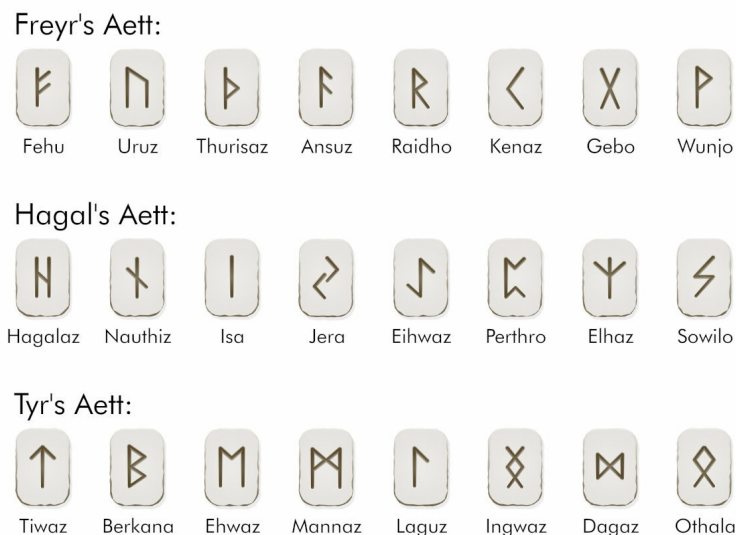 Freyr's Aett:
ᚠ ᚢ ᚦ ᚨ ᚱ ᚲ ᚷ ᚹ
Fehu Uruz Thurisaz Ansuz Raidho Kenaz Gebo Wunjo
Hagal's Aett:
ᚺ ᚾ ᛁ ᛃ ᛇ ᛈ ᛉ ᛊ
Hagalaz Nauthiz Isa Jera Eihwaz Perthro Elhaz Sowilo
Tyr's Aett:
ᛏ ᛒ ᛖ ᛗ ᛚ ᛝ ᛞ ᛟ
Tiwaz Berkana Ehwaz Mannaz Laguz Ingwaz Dagaz Othala